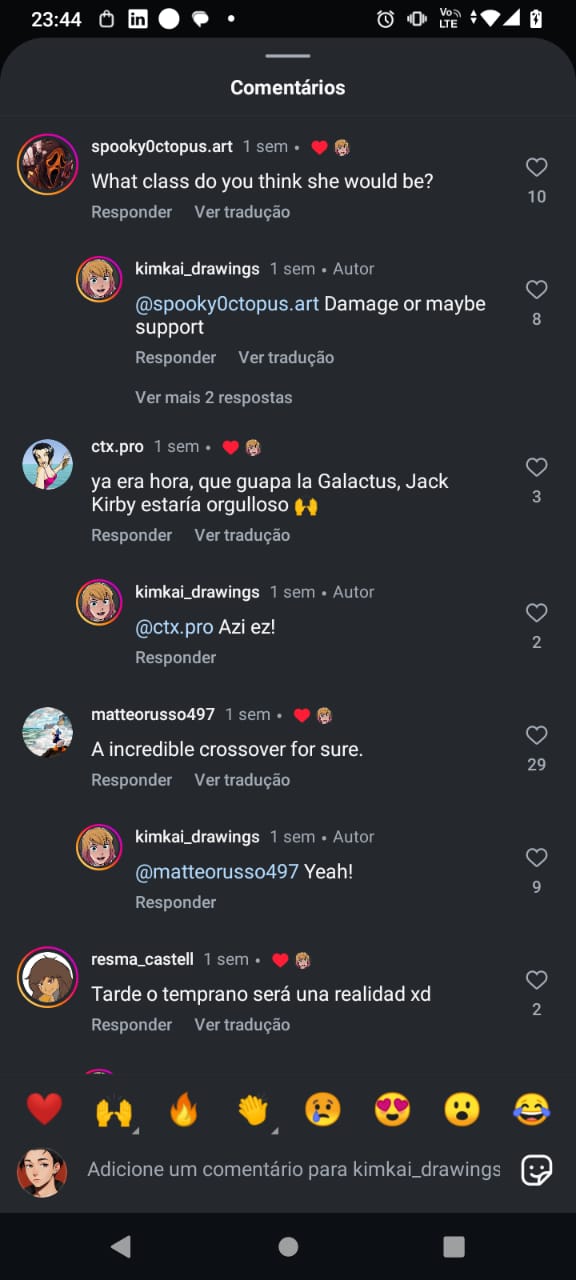 23:44
Vo LTE
Comentários
spooky0ctopus.art 1 sem •
What class do you think she would be?
10
Responder Ver tradução
kimkai_drawings 1 sem • Autor
@spooky0ctopus.art Damage or maybe
support
8
Responder Ver tradução
Ver mais 2 respostas
ctx.pro 1 sem •
ya era hora, que guapa la Galactus, Jack
Kirby estaría orgulloso 🙌
3
Responder Ver tradução
kimkai_drawings 1 sem • Autor
@ctx.pro Azi ez!
2
Responder
matteorusso497 1 sem •
A incredible crossover for sure.
29
Responder Ver tradução
kimkai_drawings 1 sem • Autor
@matteorusso497 Yeah!
9
Responder
resma_castell 1 sem •
Tarde o temprano será una realidad xd
2
Responder Ver tradução
Adicione um comentário para kimkai_drawings